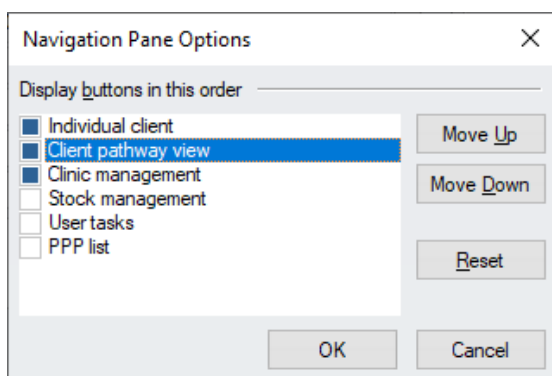 Navigation Pane Options
Display buttons in this order
Individual client
Client pathway view
Clinic management
Stock management
User tasks
PPP list
Move Up
Move Down
Reset
OK
Cancel